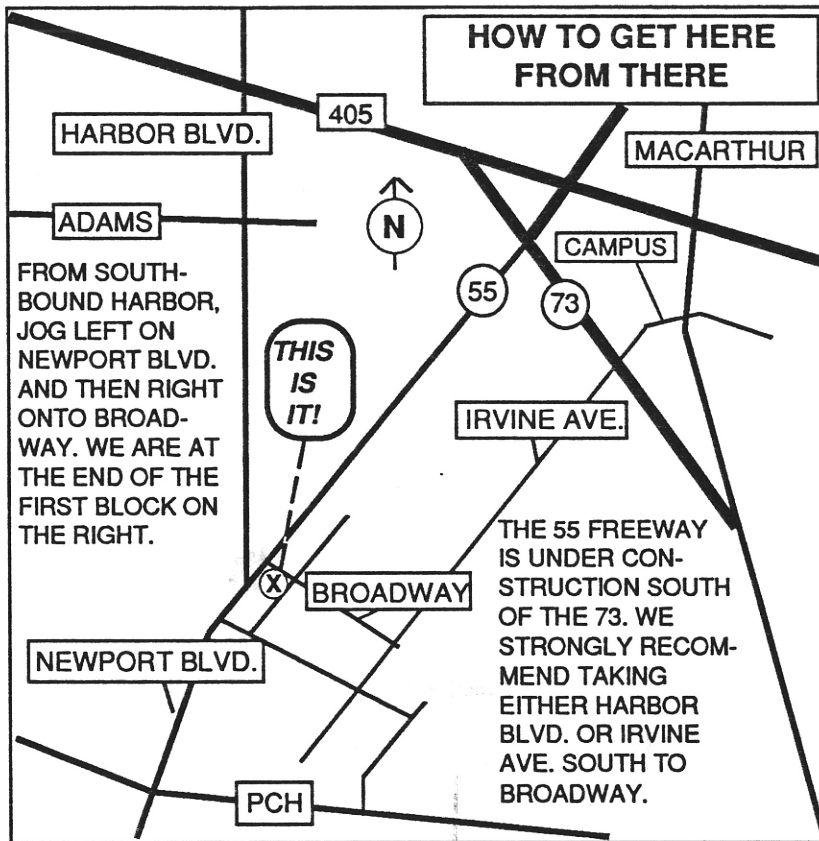 HOW TO GET HERE
FROM THERE
405
HARBOR BLVD.
MACARTHUR
ADAMS
N
CAMPUS
55
73
FROM SOUTH-
BOUND HARBOR,
JOG LEFT ON
NEWPORT BLVD.
AND THEN RIGHT
ONTO BROAD-
WAY. WE ARE AT
THE END OF THE
FIRST BLOCK ON
THE RIGHT.
THIS
IS
IT!
IRVINE AVE.
X
BROADWAY
THE 55 FREEWAY
IS UNDER CON-
STRUCTION SOUTH
OF THE 73. WE
STRONGLY RECOM-
MEND TAKING
EITHER HARBOR
BLVD. OR IRVINE
AVE. SOUTH TO
BROADWAY.
NEWPORT BLVD.
PCH